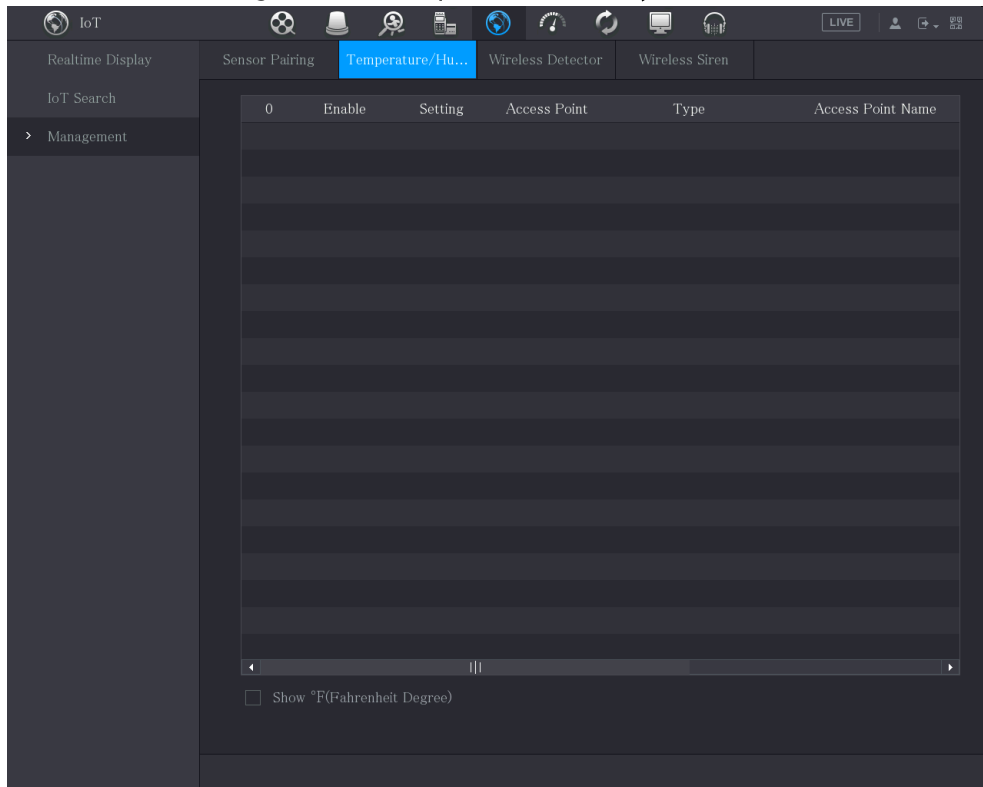 IoT LIVE
Realtime Display Sensor Pairing Temperature/Hu... Wireless Detector Wireless Siren
IoT Search
0 Enable Setting Access Point Type Access Point Name
Management
Show °F(Fahrenheit Degree)